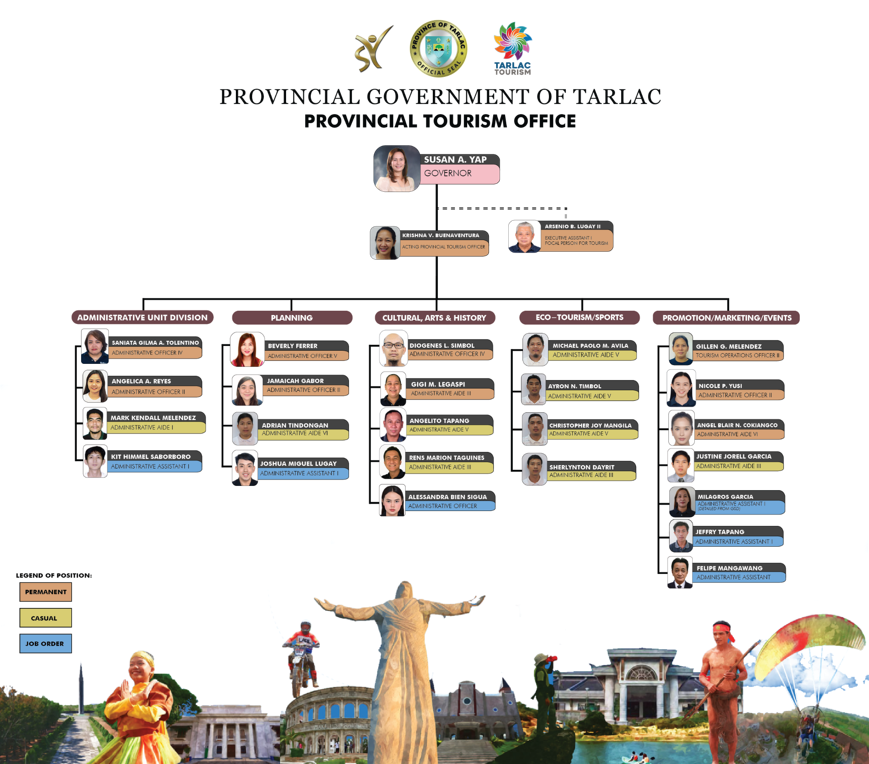 SY
PROVINCE OF TARLAC
OFFICIAL SEAL
TARLAC
TOURISM
PROVINCIAL GOVERNMENT OF TARLAC
PROVINCIAL TOURISM OFFICE
SUSAN A. YAP
GOVERNOR
KRISHNA V. BUENAVENTURA
ACTING PROVINCIAL TOURISM OFFICER
ARSENIO B. LUGAY II
EXECUTIVE ASSISTANT I
FOCAL PERSON FOR TOURISM
ADMINISTRATIVE UNIT DIVISION
SANIATA GILMA A. TOLENTINO
ADMINISTRATIVE OFFICER IV
ANGELICA A. REYES
ADMINISTRATIVE OFFICER II
MARK KENDALL MELENDEZ
ADMINISTRATIVE AIDE I
KIT HIMMEL SABORBORO
ADMINISTRATIVE ASSISTANT I
PLANNING
BEVERLY FERRER
ADMINISTRATIVE OFFICER V
JAMAICAH GABOR
ADMINISTRATIVE OFFICER II
ADRIAN TINDONGAN
ADMINISTRATIVE AIDE VII
JOSHUA MIGUEL LUGAY
ADMINISTRATIVE ASSISTANT I
CULTURAL, ARTS & HISTORY
DIOGENES L. SIMBOL
ADMINISTRATIVE OFFICER IV
GIGI M. LEGASPI
ADMINISTRATIVE AIDE III
ANGELITO TAPANG
ADMINISTRATIVE AIDE V
RENS MARION TAGUINES
ADMINISTRATIVE AIDE III
ALESSANDRA BIEN SIGUA
ADMINISTRATIVE OFFICER
ECO-TOURISM/SPORTS
MICHAEL PAOLO M. AVILA
ADMINISTRATIVE AIDE V
AYRON N. TIMBOL
ADMINISTRATIVE AIDE V
CHRISTOPHER JOY MANGILA
ADMINISTRATIVE AIDE V
SHERLYNTON DAYRIT
ADMINISTRATIVE AIDE III
PROMOTION/MARKETING/EVENTS
GILLEN G. MELENDEZ
TOURISM OPERATIONS OFFICER II
NICOLE P. YUSI
ADMINISTRATIVE OFFICER II
ANGEL BLAIR N. COKIANGCO
ADMINISTRATIVE AIDE VI
JUSTINE JORELL GARCIA
ADMINISTRATIVE AIDE III
MILAGROS GARCIA
ADMINISTRATIVE ASSISTANT I
JEFFRY TAPANG
ADMINISTRATIVE ASSISTANT I
FELIPE MANGAWANG
ADMINISTRATIVE ASSISTANT
LEGEND OF POSITION:
PERMANENT
CASUAL
JOB ORDER